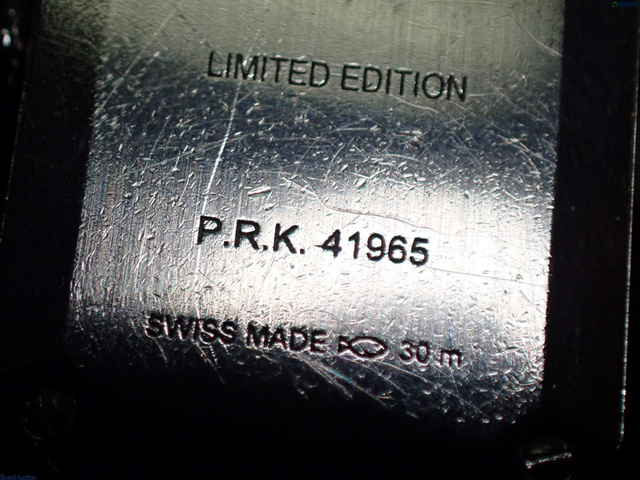 LIMITED EDITION
P.R.K. 41965
SWISS MADE 30 m